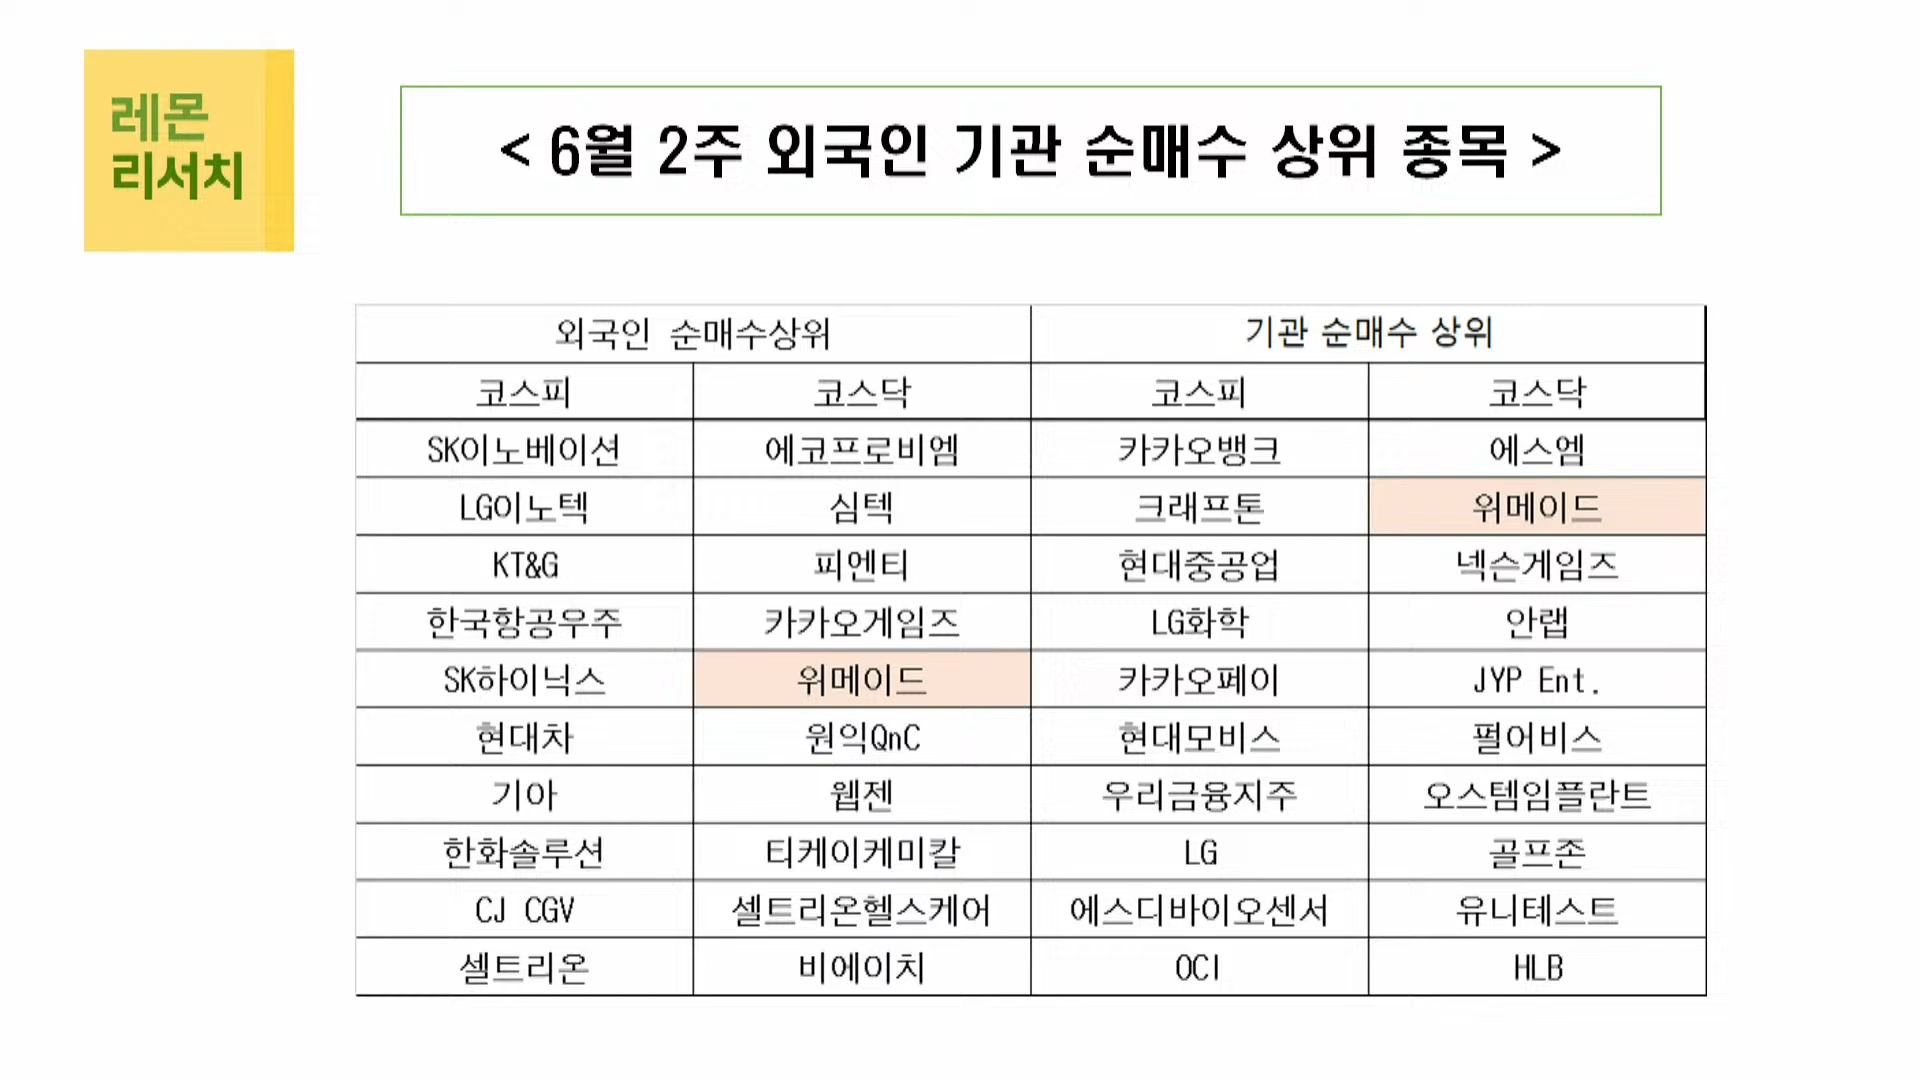 레몬
리서치
< 6월 2주 외국인 기관 순매수 상위 종목 >
외국인 순매수상위 기관 순매수 상위
코스피 코스닥 코스피 코스닥
SK이노베이션 에코프로비엠 카카오뱅크 에스엠
LG이노텍 심텍 크래프톤 위메이드
KT&G 피엔티 현대중공업 넥슨게임즈
한국항공우주 카카오게임즈 LG화학 안랩
SK하이닉스 위메이드 카카오페이 JYP Ent.
현대차 원익QnC 현대모비스 펄어비스
기아 웹젠 우리금융지주 오스템임플란트
한화솔루션 티케이케미칼 LG 골프존
CJ CGV 셀트리온헬스케어 에스디바이오센서 유니테스트
셀트리온 비에이치 OCI HLB